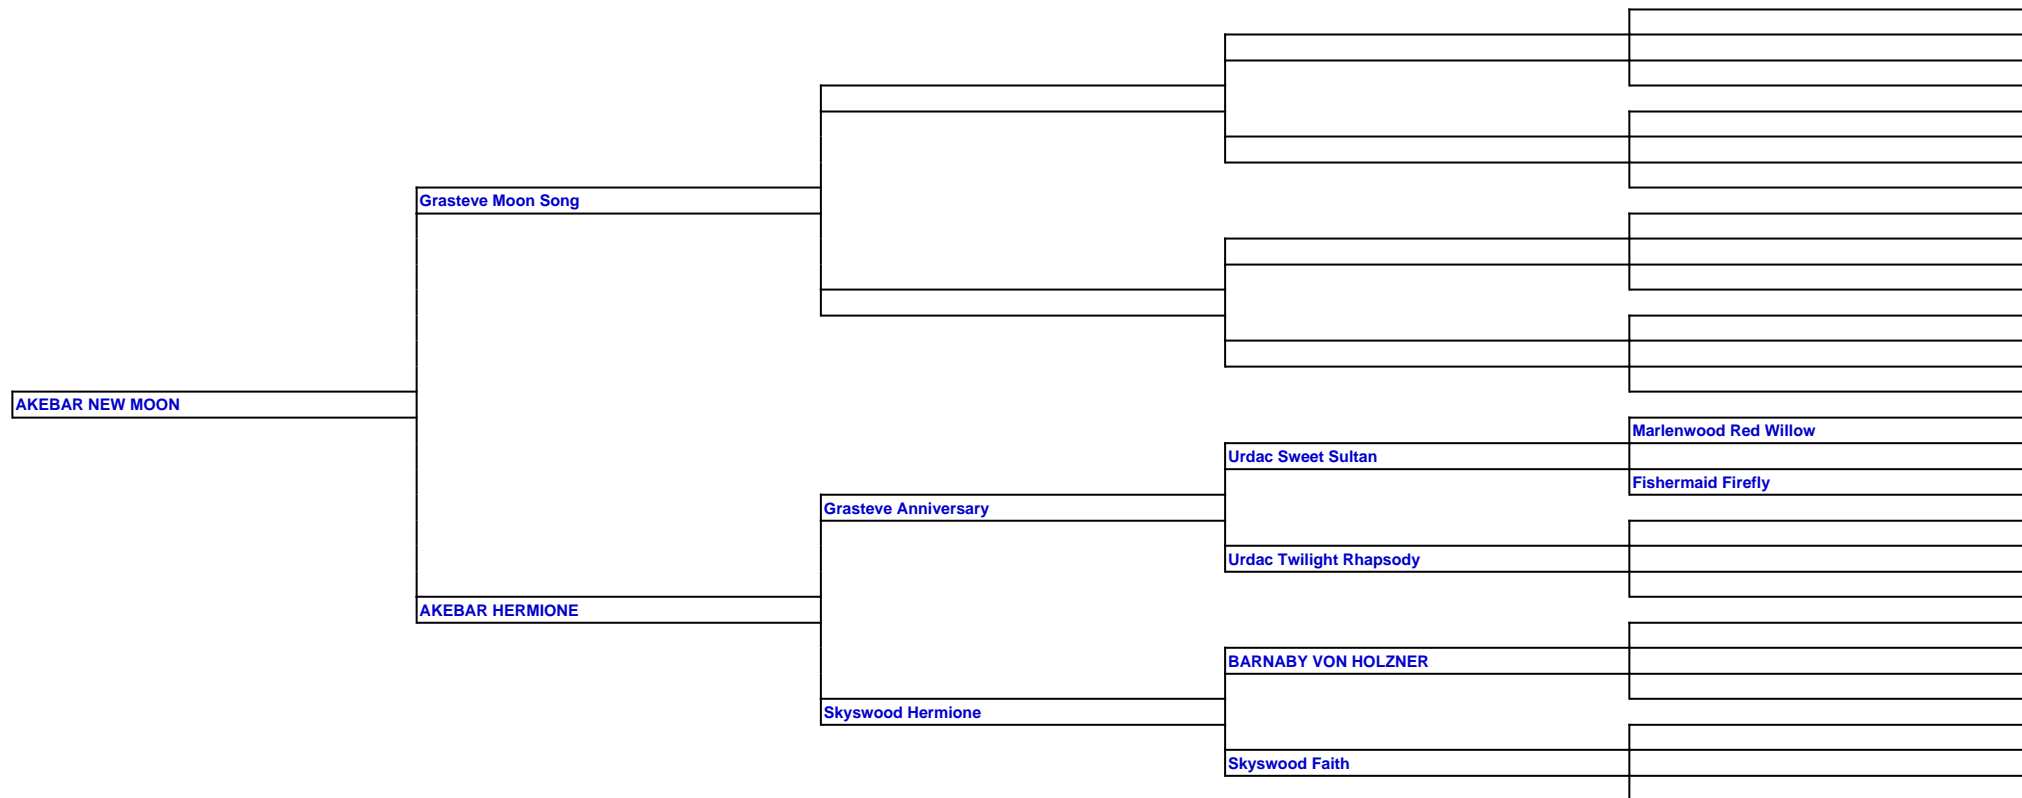 Grasteve Moon Song
AKEBAR NEW MOON
Marlenwood Red Willow
Urdac Sweet Sultan
Fishermaid Firefly
Grasteve Anniversary
Urdac Twilight Rhapsody
AKEBAR HERMIONE
BARNABY VON HOLZNER
Skyswood Hermione
Skyswood Faith